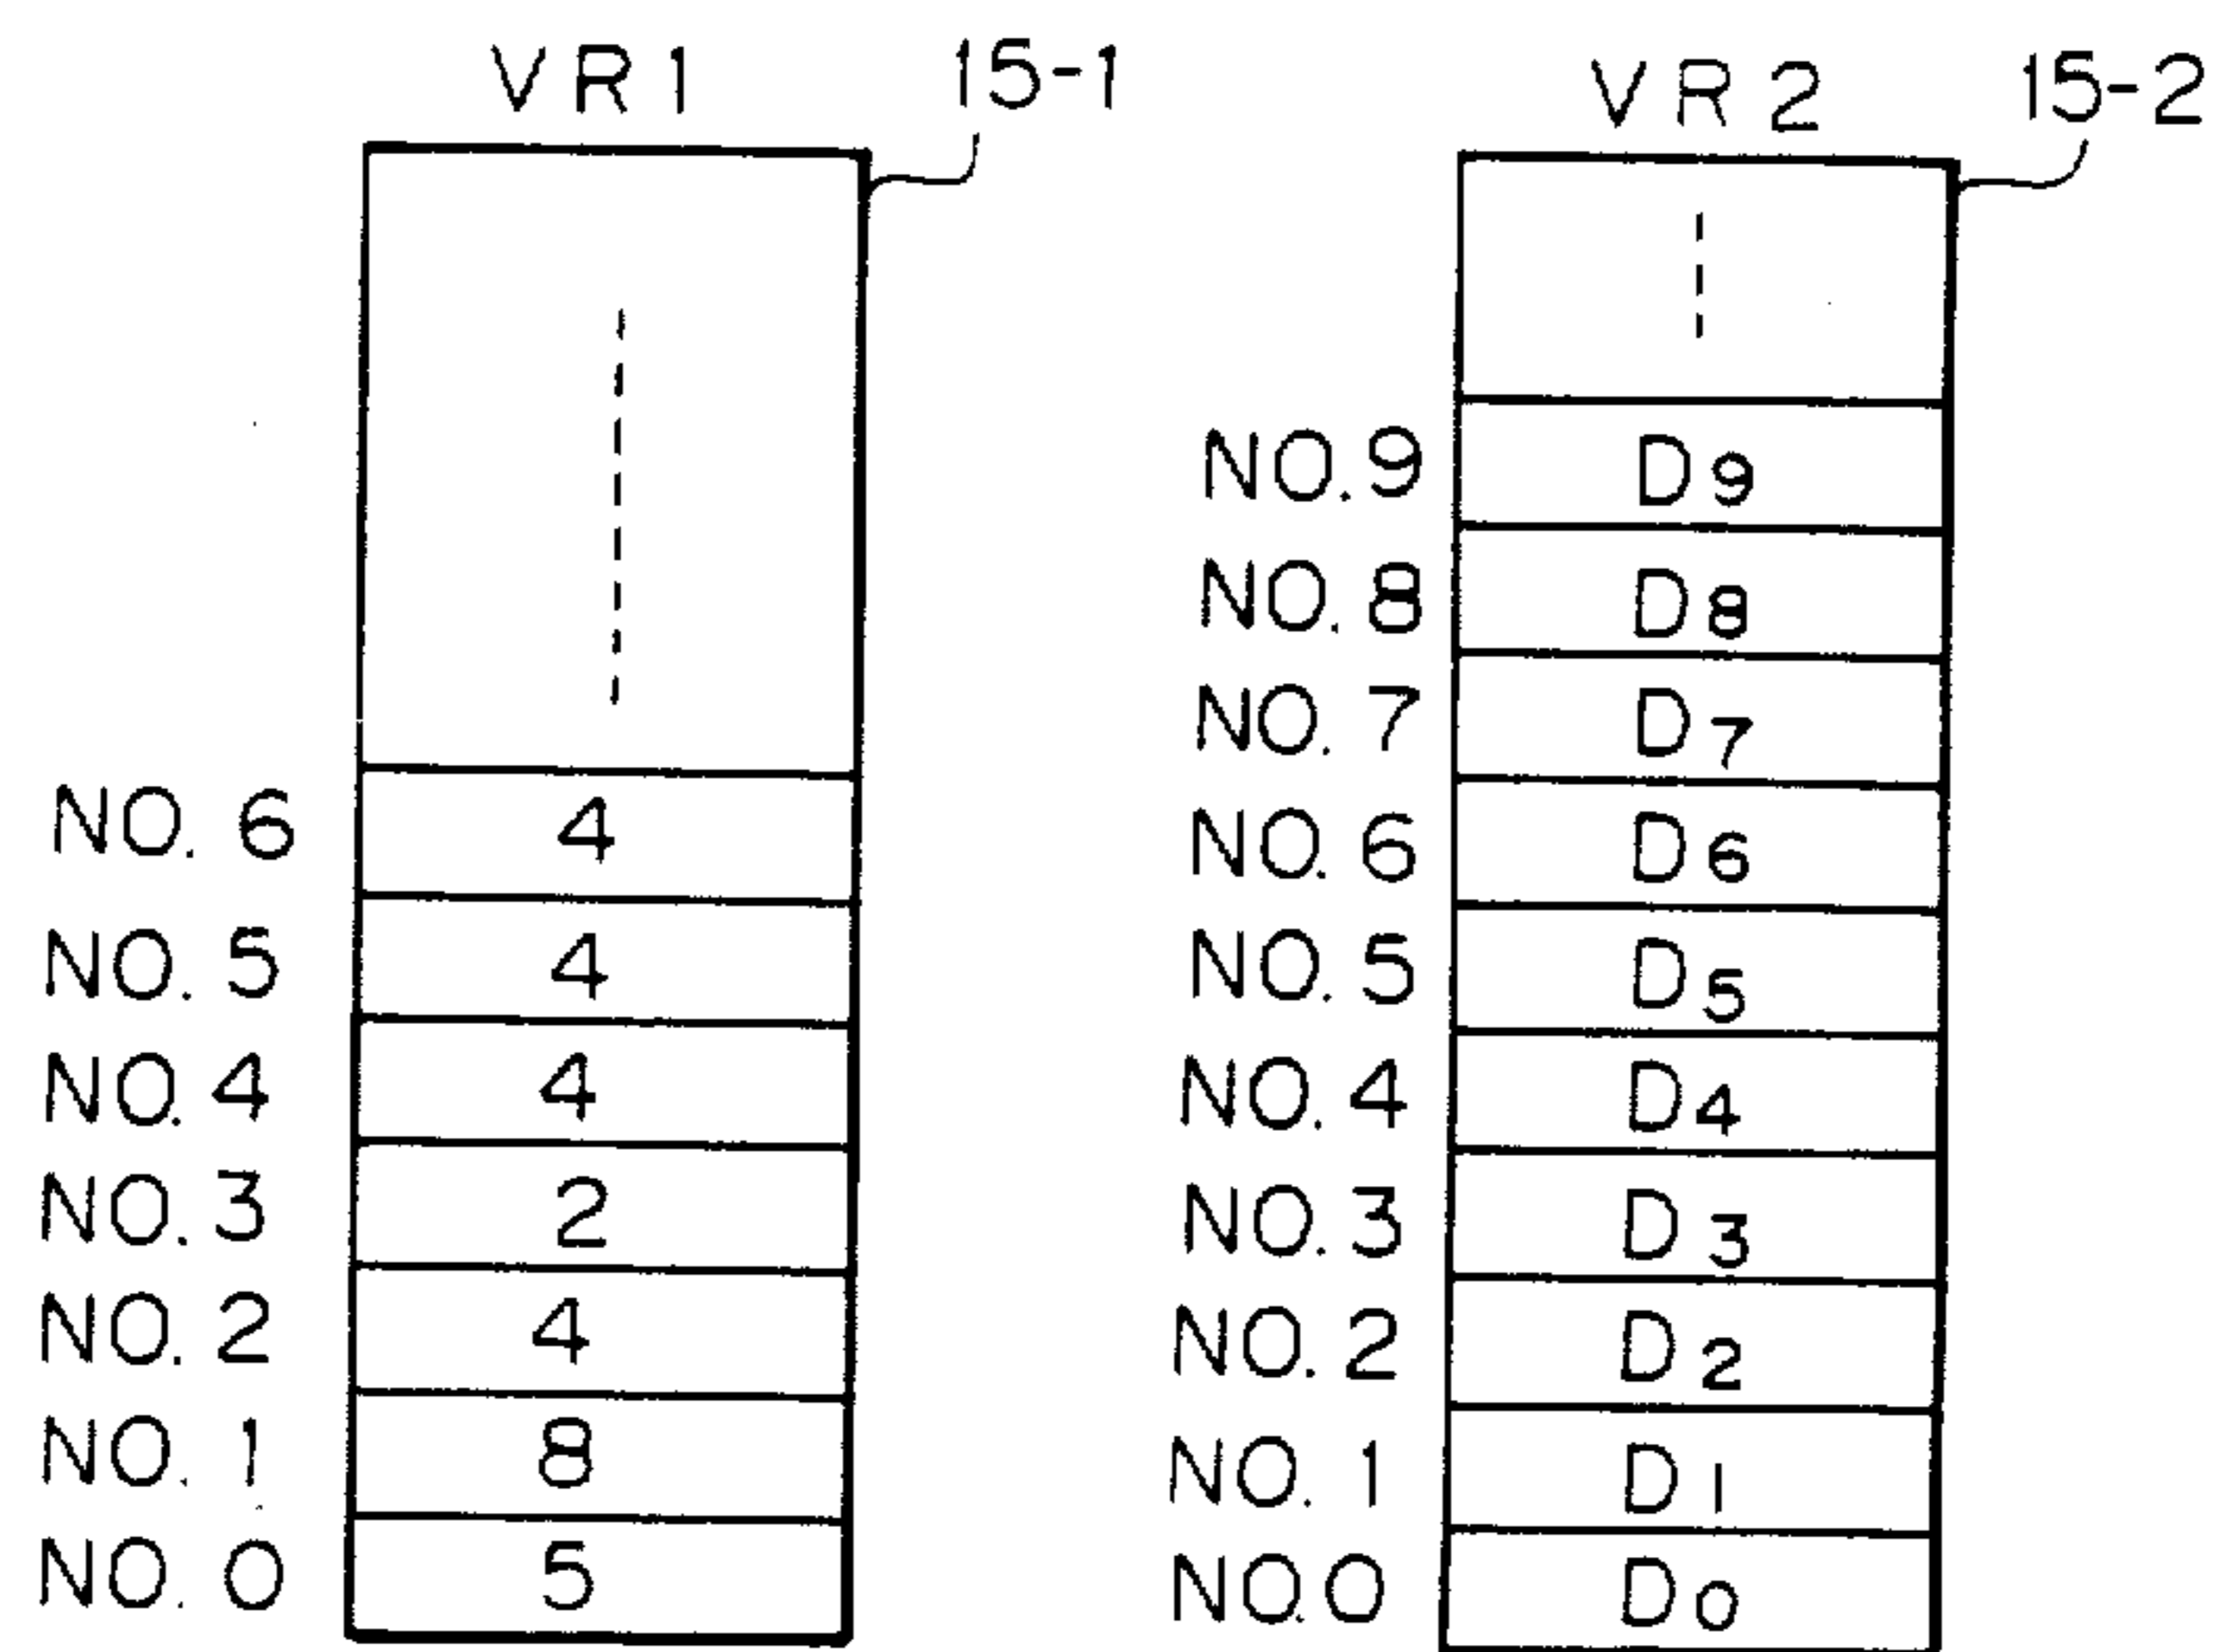 VR1 15-1
NO. 6 4
NO. 5 4
NO. 4 4
NO. 3 2
NO. 2 4
NO. 1 8
NO. 0 5
VR2 15-2
NO. 9 D9
NO. 8 D8
NO. 7 D7
NO. 6 D6
NO. 5 D5
NO. 4 D4
NO. 3 D3
NO. 2 D2
NO. 1 D1
NO. 0 D0